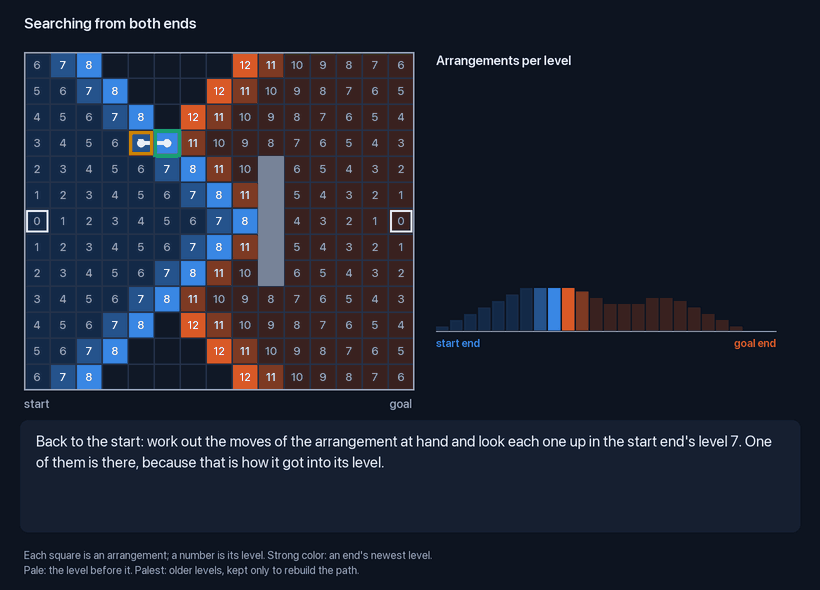 Searching from both ends
6 7 8 12 11 10 9 8 7 6
5 6 7 8 12 11 10 9 8 7 6 5
4 5 6 7 8 12 11 10 9 8 7 6 5 4
3 4 5 6 11 10 9 8 7 6 5 4 3
2 3 4 5 6 7 8 11 10 6 5 4 3 2
1 2 3 4 5 6 7 8 11 5 4 3 2 1
0 1 2 3 4 5 6 7 8 4 3 2 1 0
1 2 3 4 5 6 7 8 11 5 4 3 2 1
2 3 4 5 6 7 8 11 10 6 5 4 3 2
3 4 5 6 7 8 11 10 9 8 7 6 5 4 3
4 5 6 7 8 12 11 10 9 8 7 6 5 4
5 6 7 8 12 11 10 9 8 7 6 5
6 7 8 12 11 10 9 8 7 6
start goal
Arrangements per level
start end goal end
Back to the start: work out the moves of the arrangement at hand and look each one up in the start end's level 7. One
of them is there, because that is how it got into its level.
Each square is an arrangement; a number is its level. Strong color: an end's newest level.
Pale: the level before it. Palest: older levels, kept only to rebuild the path.